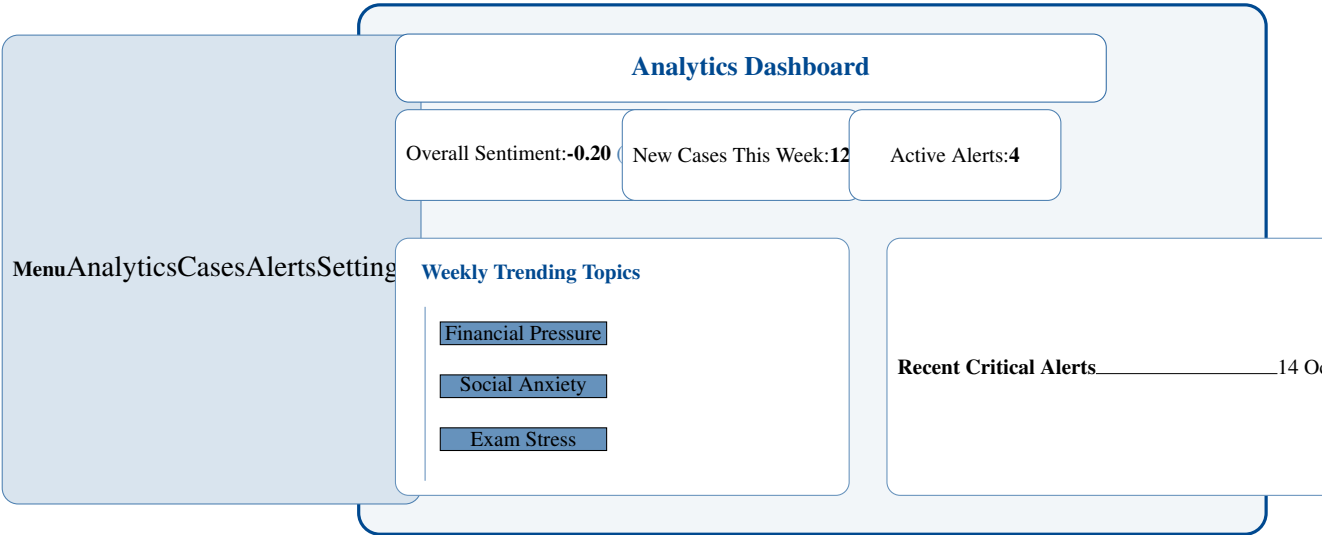 Analytics Dashboard
Overall Sentiment:-0.20 (
New Cases This Week:12
Active Alerts:4
MenuAnalyticsCasesAlertsSetting
Weekly Trending Topics
Financial Pressure
Social Anxiety
Exam Stress
Recent Critical Alerts
14 O